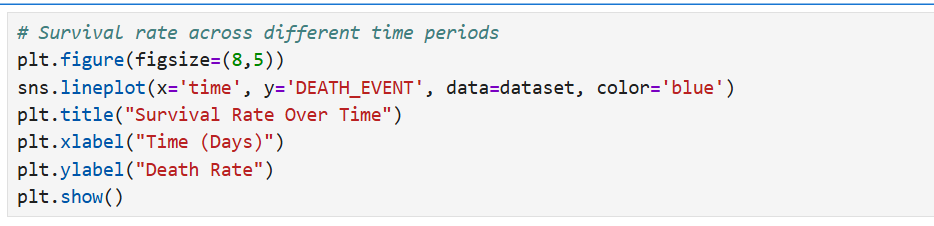 # Survival rate across different time periods
plt.figure(figsize=(8,5))
sns.lineplot(x='time', y='DEATH_EVENT', data=dataset, color='blue')
plt.title("Survival Rate Over Time")
plt.xlabel("Time (Days)")
plt.ylabel("Death Rate")
plt.show()